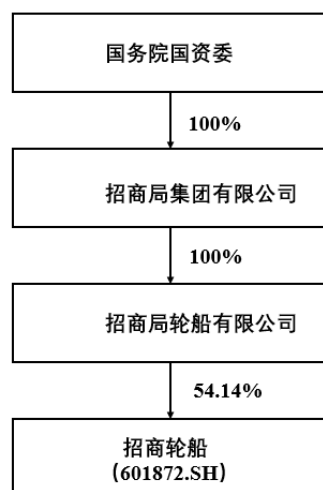 国务院国资委
100%
招商局集团有限公司
100%
招商局轮船有限公司
54.14%
招商轮船
(601872.SH)